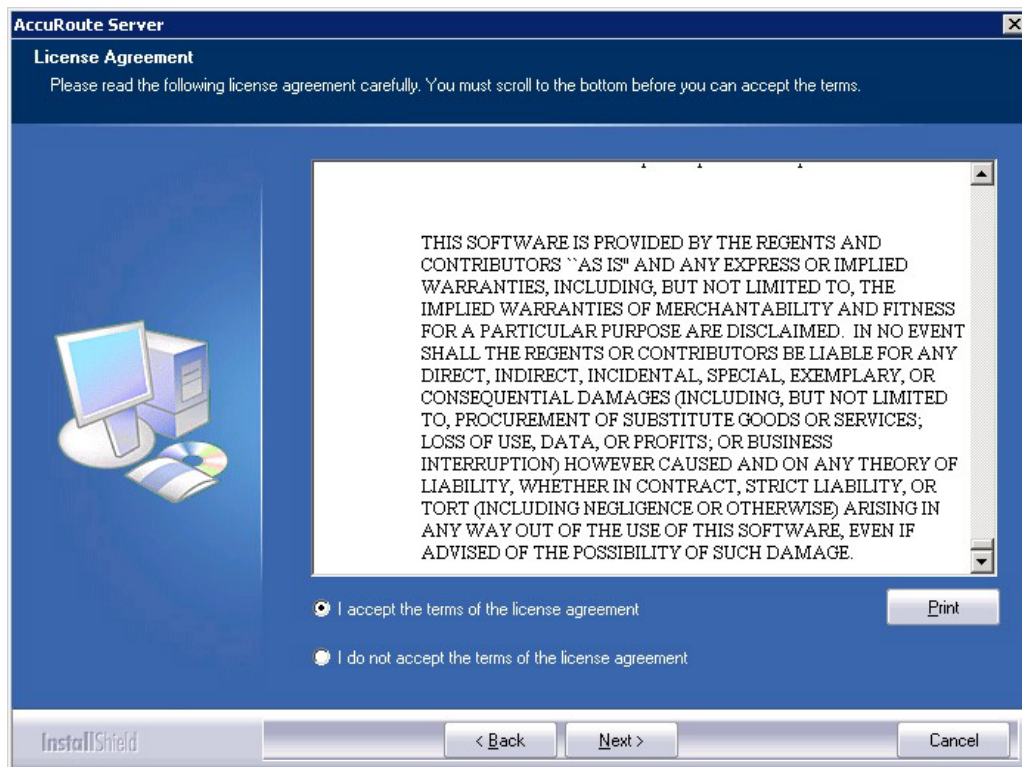 AccuRoute Server
License Agreement
Please read the following license agreement carefully. You must scroll to the bottom before you can accept the terms.
THIS SOFTWARE IS PROVIDED BY THE REGENTS AND
CONTRIBUTORS ``AS IS'' AND ANY EXPRESS OR IMPLIED
WARRANTIES, INCLUDING, BUT NOT LIMITED TO, THE
IMPLIED WARRANTIES OF MERCHANTABILITY AND FITNESS
FOR A PARTICULAR PURPOSE ARE DISCLAIMED.  IN NO EVENT
SHALL THE REGENTS OR CONTRIBUTORS BE LIABLE FOR ANY
DIRECT, INDIRECT, INCIDENTAL, SPECIAL, EXEMPLARY, OR
CONSEQUENTIAL DAMAGES (INCLUDING, BUT NOT LIMITED
TO, PROCUREMENT OF SUBSTITUTE GOODS OR SERVICES;
LOSS OF USE, DATA, OR PROFITS; OR BUSINESS
INTERRUPTION) HOWEVER CAUSED AND ON ANY THEORY OF
LIABILITY, WHETHER IN CONTRACT, STRICT LIABILITY, OR
TORT (INCLUDING NEGLIGENCE OR OTHERWISE) ARISING IN
ANY WAY OUT OF THE USE OF THIS SOFTWARE, EVEN IF
ADVISED OF THE POSSIBILITY OF SUCH DAMAGE.
I accept the terms of the license agreement
Print
I do not accept the terms of the license agreement
InstallShield
< Back
Next >
Cancel